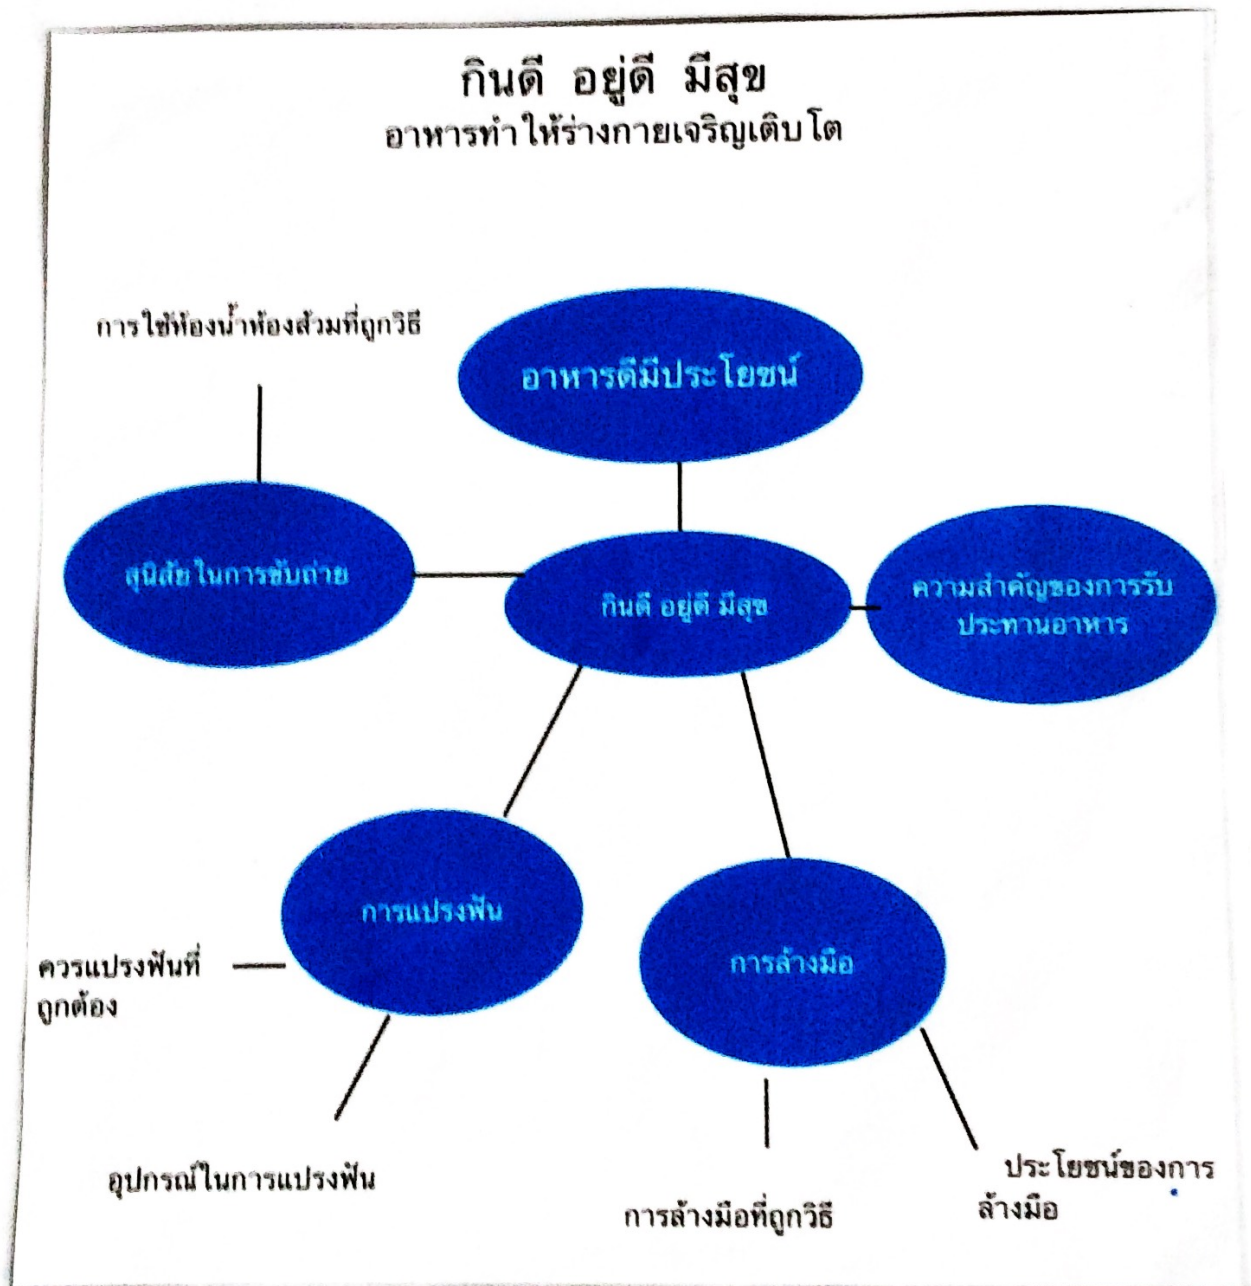 กินดี อยู่ดี มีสุข
อาหารทำให้ร่างกายเจริญเติบโต
การใช้ห้องน้ำห้องส้วมที่ถูกวิธี
อาหารดีมีประโยชน์
สุนิสัยในการขับถ่าย
กินดี อยู่ดี มีสุข
ความสำคัญของการรับ
ประทานอาหาร
การแปรงฟัน
ควรแปรงฟันที่
ถูกต้อง
การล้างมือ
อุปกรณ์ในการแปรงฟัน
การล้างมือที่ถูกวิธี
ประโยชน์ของการ
ล้างมือ